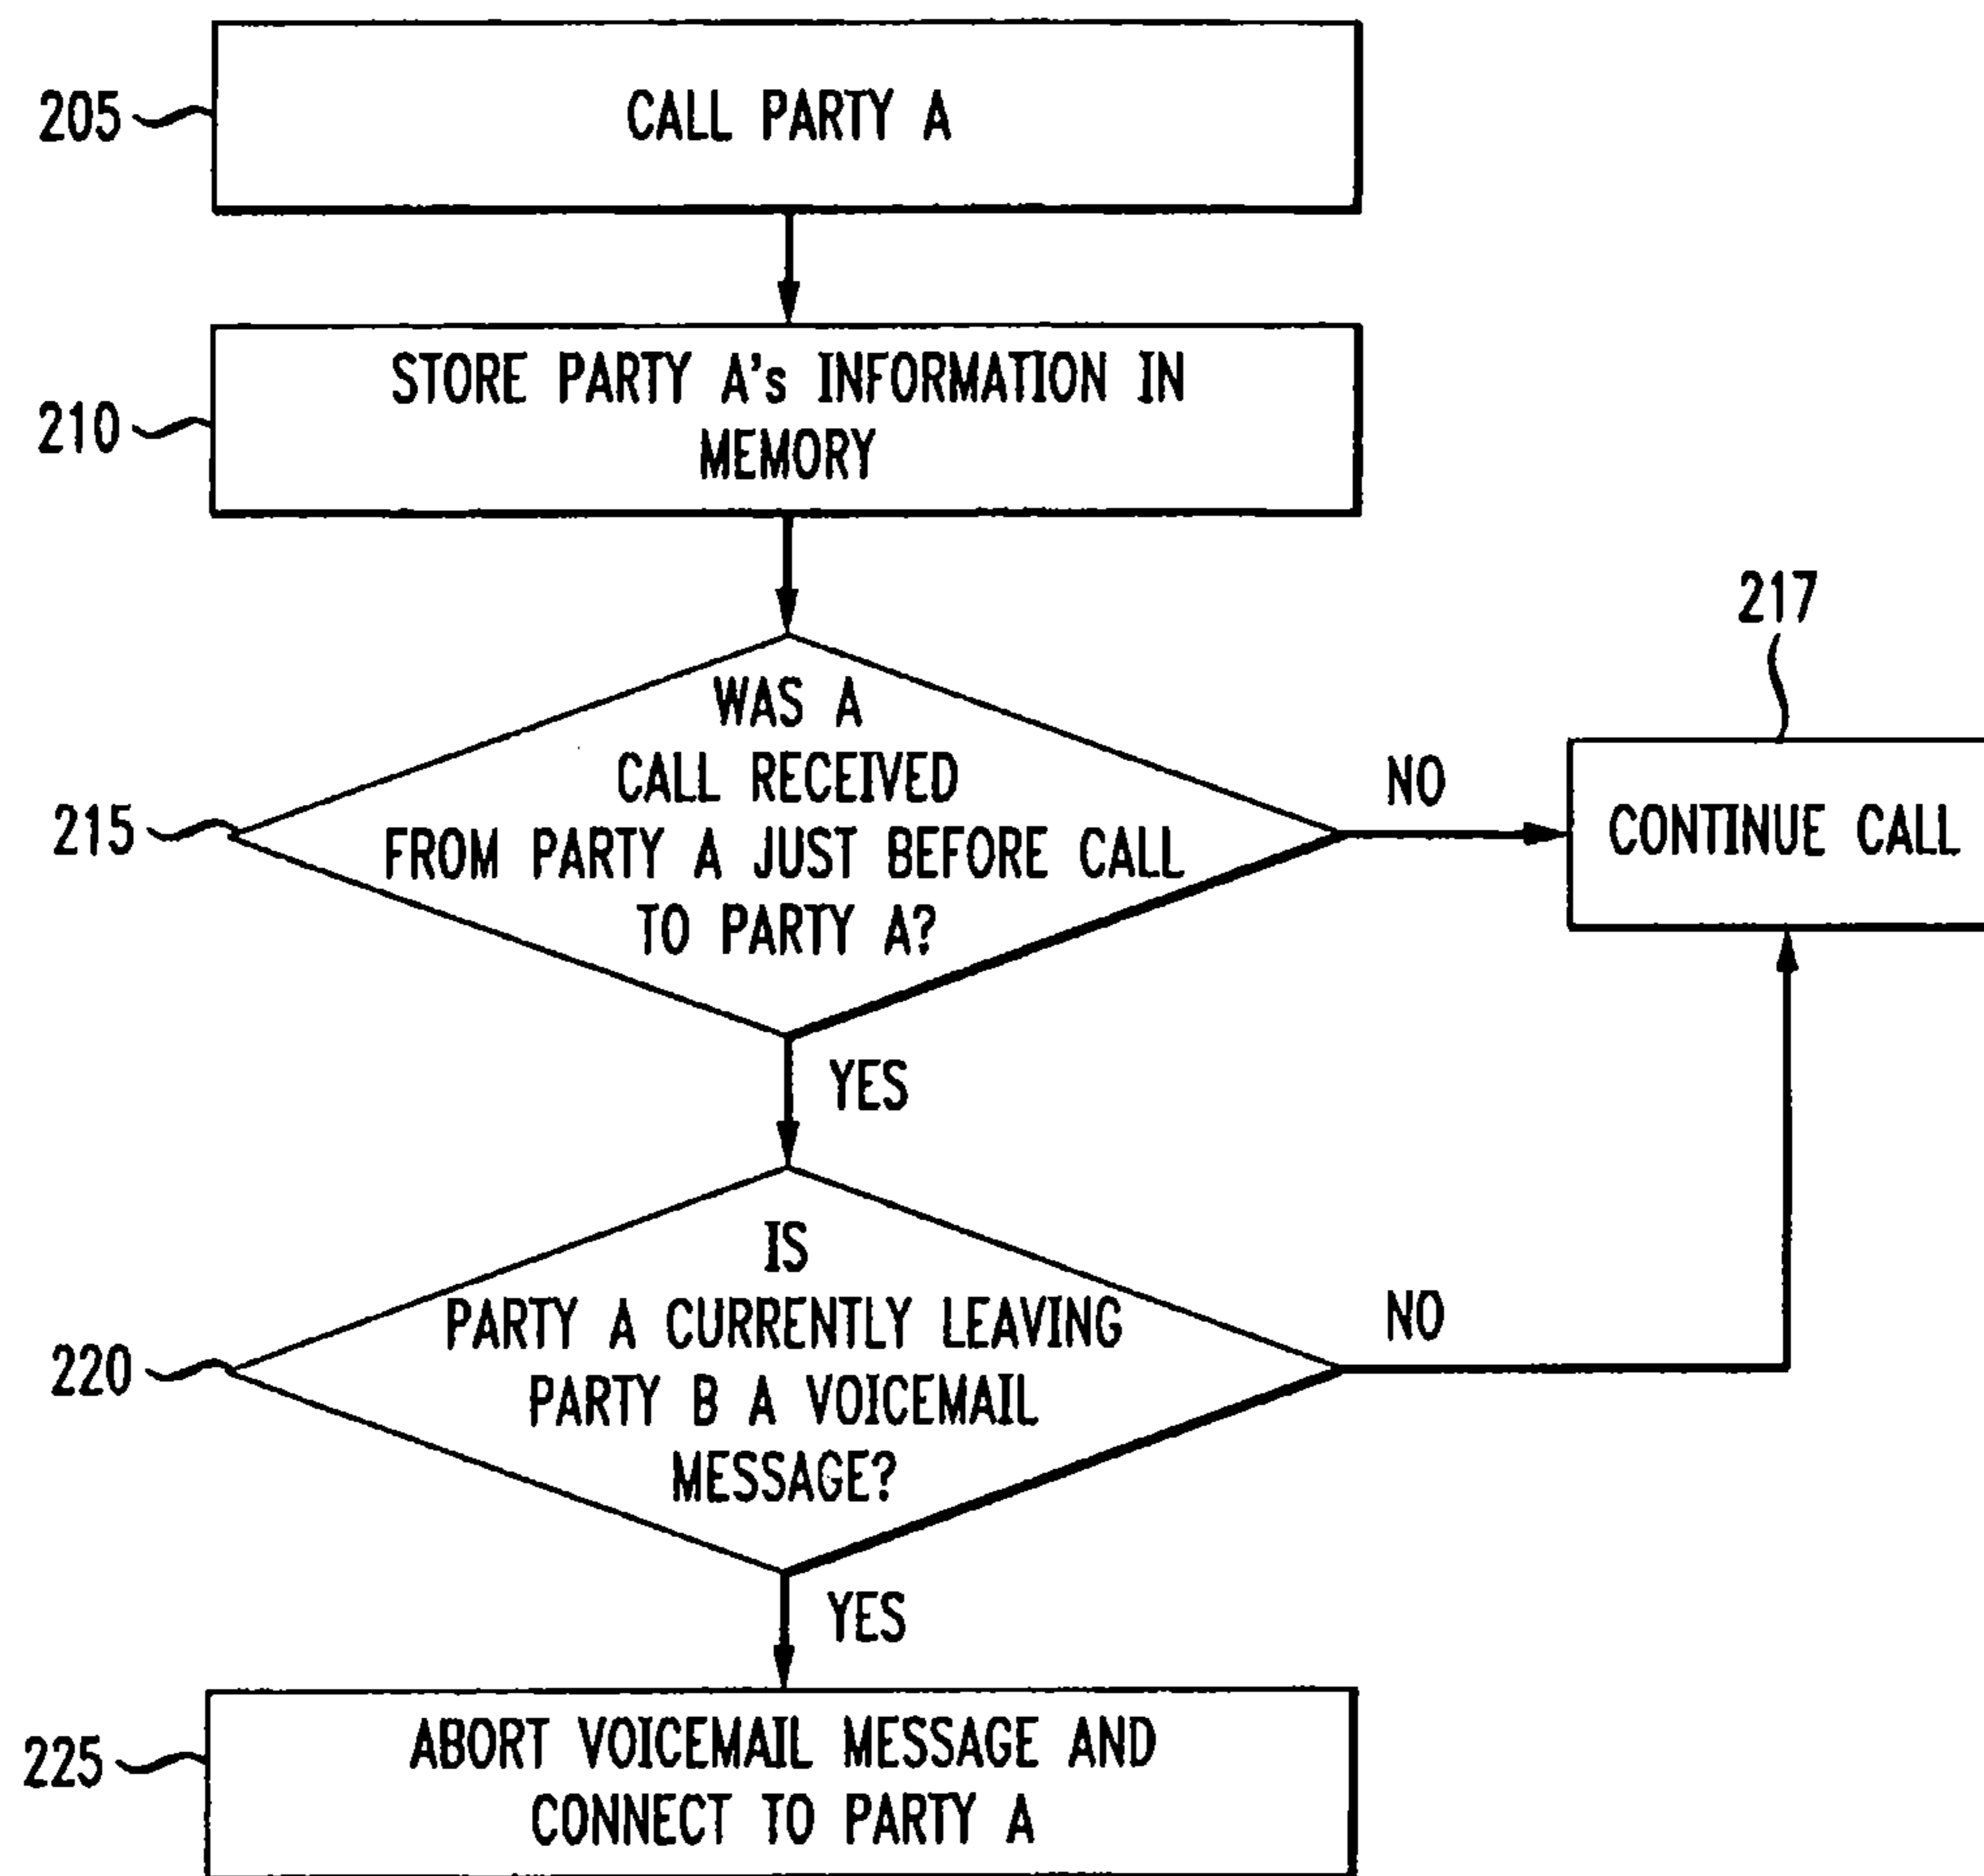 205
CALL PARTY A
210
STORE PARTY A's INFORMATION IN
MEMORY
215
WAS A
CALL RECEIVED
FROM PARTY A JUST BEFORE CALL
TO PARTY A?
NO
217
CONTINUE CALL
YES
220
IS
PARTY A CURRENTLY LEAVING
PARTY B A VOICEMAIL
MESSAGE?
NO
YES
225
ABORT VOICEMAIL MESSAGE AND
CONNECT TO PARTY A